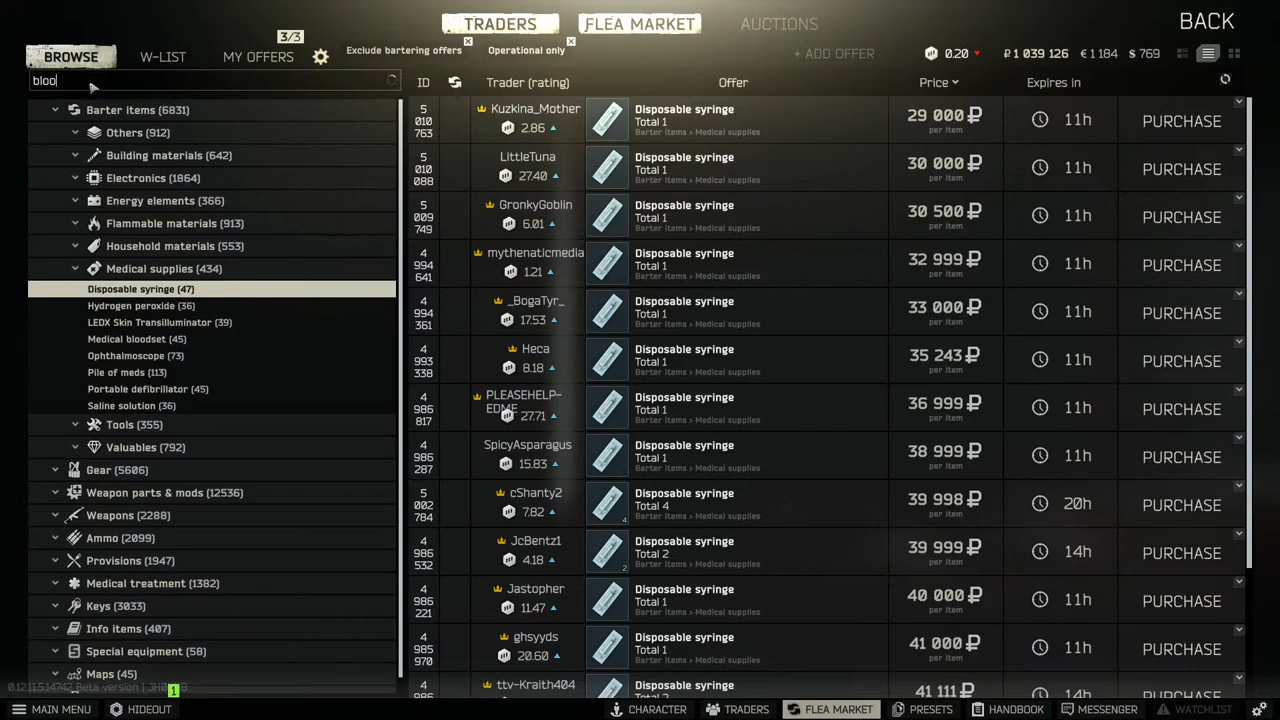 TRADERS
FLEA MARKET
AUCTIONS
BACK
3/3
BROWSE
W-LIST
MY OFFERS
Exclude bartering offers
Operational only
+ ADD OFFER
0.20
₽ 1 039 126
€ 1 184
$ 769
bloo
ID
Trader (rating)
Offer
Price
Expires in
Barter items (6831)
Others (912)
Building materials (642)
Electronics (1864)
Energy elements (366)
Flammable materials (913)
Household materials (553)
Medical supplies (434)
Disposable syringe (47)
Hydrogen peroxide (36)
LEDX Skin Transilluminator (39)
Medical bloodset (45)
Ophthalmoscope (73)
Pile of meds (113)
Portable defibrillator (45)
Saline solution (36)
Tools (355)
Valuables (792)
Gear (5606)
Weapon parts & mods (12536)
Weapons (2288)
Ammo (2099)
Provisions (1947)
Medical treatment (1382)
Keys (3033)
Info items (407)
Special equipment (58)
Maps (45)
5 010 763
Kuzkina_Mother
2.86
Disposable syringe
Total 1
Barter items > Medical supplies
29 000 ₽
per item
11h
PURCHASE
5 010 088
LittleTuna
27.40
Disposable syringe
Total 1
Barter items > Medical supplies
30 000 ₽
per item
11h
PURCHASE
5 009 749
GronkyGoblin
6.01
Disposable syringe
Total 1
Barter items > Medical supplies
30 500 ₽
per item
11h
PURCHASE
4 994 641
mythenaticmedia
1.21
Disposable syringe
Total 1
Barter items > Medical supplies
32 999 ₽
per item
11h
PURCHASE
4 994 361
_BogaTyr_
17.53
Disposable syringe
Total 1
Barter items > Medical supplies
33 000 ₽
per item
11h
PURCHASE
4 993 338
Heca
8.18
Disposable syringe
Total 1
Barter items > Medical supplies
35 243 ₽
per item
11h
PURCHASE
4 986 817
PLEASEHELP-
EDME
27.71
Disposable syringe
Total 1
Barter items > Medical supplies
36 999 ₽
per item
11h
PURCHASE
4 986 287
SpicyAsparagus
15.83
Disposable syringe
Total 1
Barter items > Medical supplies
38 999 ₽
per item
11h
PURCHASE
5 002 784
cShanty2
7.82
4
Disposable syringe
Total 4
Barter items > Medical supplies
39 998 ₽
per item
20h
PURCHASE
4 986 532
JcBentz1
4.18
2
Disposable syringe
Total 2
Barter items > Medical supplies
39 999 ₽
per item
14h
PURCHASE
4 986 221
Jastopher
11.47
Disposable syringe
Total 1
Barter items > Medical supplies
40 000 ₽
per item
11h
PURCHASE
4 985 970
ghsyyds
20.60
Disposable syringe
Total 1
Barter items > Medical supplies
41 000 ₽
per item
11h
PURCHASE
4
ttv-Kraith404
Disposable syringe
41 111 ₽
14h
PURCHASE
0.12.11.5.14742 Beta version
1
MAIN MENU
HIDEOUT
CHARACTER
TRADERS
FLEA MARKET
PRESETS
HANDBOOK
MESSENGER
WATCHLIST